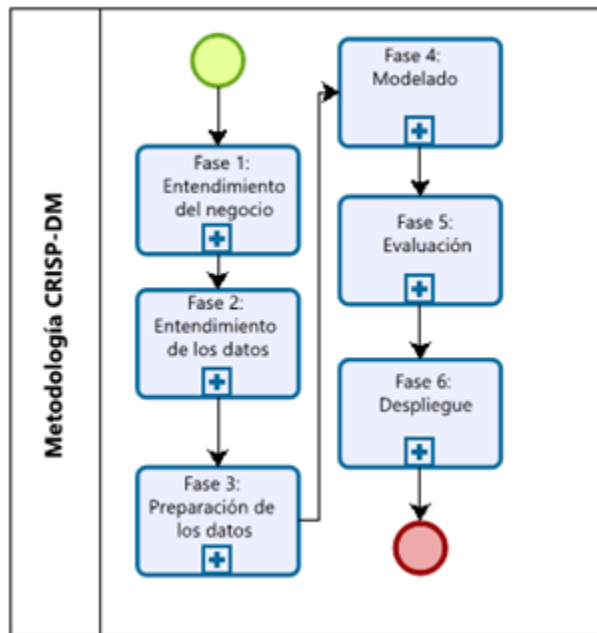 Metodología CRISP-DM
Fase 1:
Entendimiento
del negocio
Fase 2:
Entendimiento
de los datos
Fase 3:
Preparación de
los datos
Fase 4:
Modelado
Fase 5:
Evaluación
Fase 6:
Despliegue